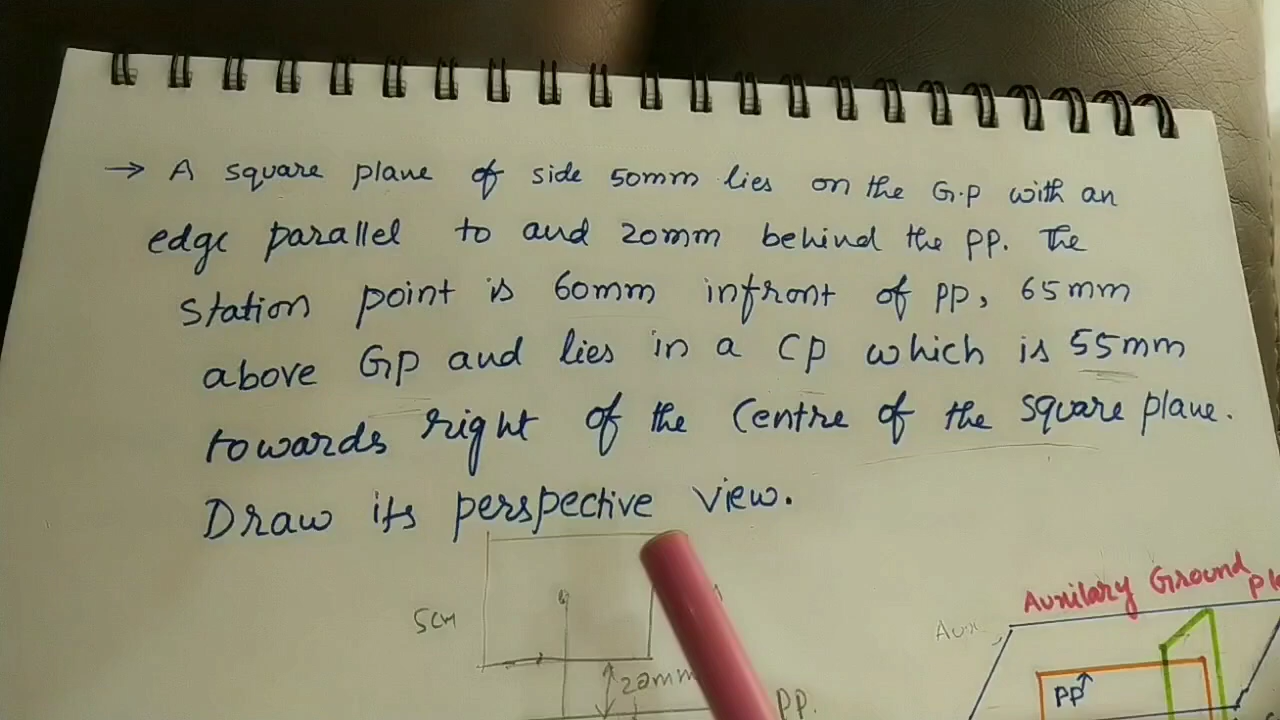 → A square plane of side 50mm lies on the G.P with an
edge parallel to and 20mm behind the PP. The
station point is 60mm infront of PP, 65mm
above GP and lies in a CP which is 55mm
towards right of the Centre of the square plane.
Draw its perspective view.
5cm
20mm
PP.
Auxilary Ground Pl
Aux
PP